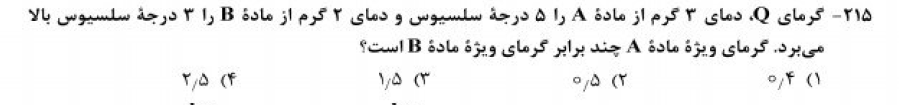 ۲۱۵- گرمای Q، دمای ۳ گرم از مادهٔ A را ۵ درجهٔ سلسیوس و دمای ۲ گرم از مادهٔ B را ۳ درجهٔ سلسیوس بالا
می‌برد. گرمای ویژهٔ مادهٔ A چند برابر گرمای ویژهٔ مادهٔ B است؟
۱) ۰/۴ ۲) ۰/۵ ۳) ۱/۵ ۴) ۲/۵